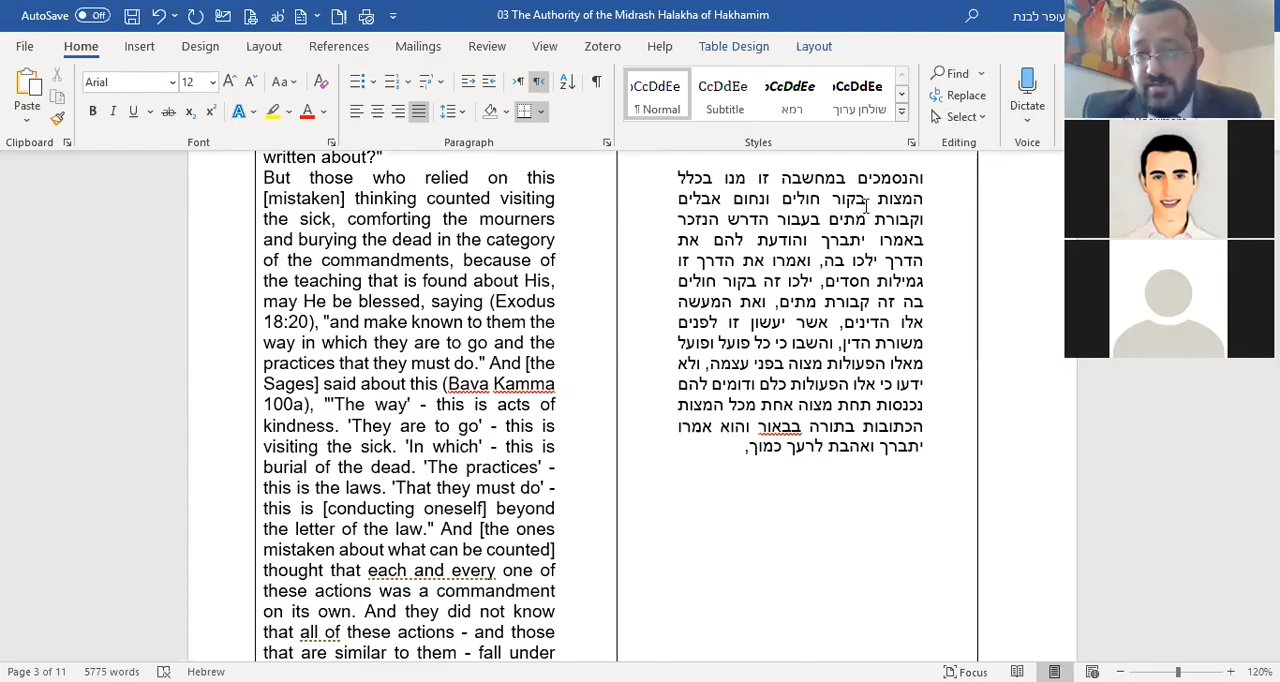 AutoSave Off 03 The Authority of the Midrash Halakha of Hakhamim עופר לבנת
File Home Insert Design Layout References Mailings Review View Zotero Help Table Design Layout
Paste Arial 12 Aa Find
Replace
Select Dictate
B I U ab x₂ x² A A
AaBbCcDdEe AaBbCcDdEe AaBbCcDdEe AaBbCcDdEe
¶ Normal Subtitle רמא שולחן ערוך
Clipboard Font Paragraph Styles Editing Voice
written about?"
But those who relied on this
[mistaken] thinking counted visiting
the sick, comforting the mourners
and burying the dead in the category
of the commandments, because of
the teaching that is found about His,
may He be blessed, saying (Exodus
18:20), "and make known to them the
way in which they are to go and the
practices that they must do." And [the
Sages] said about this (Bava Kamma
100a), "'The way' - this is acts of
kindness. 'They are to go' - this is
visiting the sick. 'In which' - this is
burial of the dead. 'The practices' -
this is the laws. 'That they must do' -
this is [conducting oneself] beyond
the letter of the law." And [the ones
mistaken about what can be counted]
thought that each and every one of
these actions was a commandment
on its own. And they did not know
that all of these actions - and those
that are similar to them - fall under
והנסמכים במחשבה זו מנו בכלל
המצות בקור חולים ונחום אבלים
וקבורת מתים בעבור הדרש הנזכר
באמרו יתברך והודעת להם את
הדרך ילכו בה, ואמרו את הדרך זו
גמילות חסדים, ילכו זה בקור חולים
בה זה קבורת מתים, ואת המעשה
אלו הדינים, אשר יעשון זו לפנים
משורת הדין, והשבו כי כל פועל ופועל
מאלו הפעולות מצוה בפני עצמה, ולא
ידעו כי אלו הפעולות כלם ודומים להם
נכנסות תחת מצוה אחת מכל המצות
הכתובות בתורה בבאור והוא אמרו
יתברך ואהבת לרעך כמוך,
Page 3 of 11 5775 words Hebrew Focus 120%